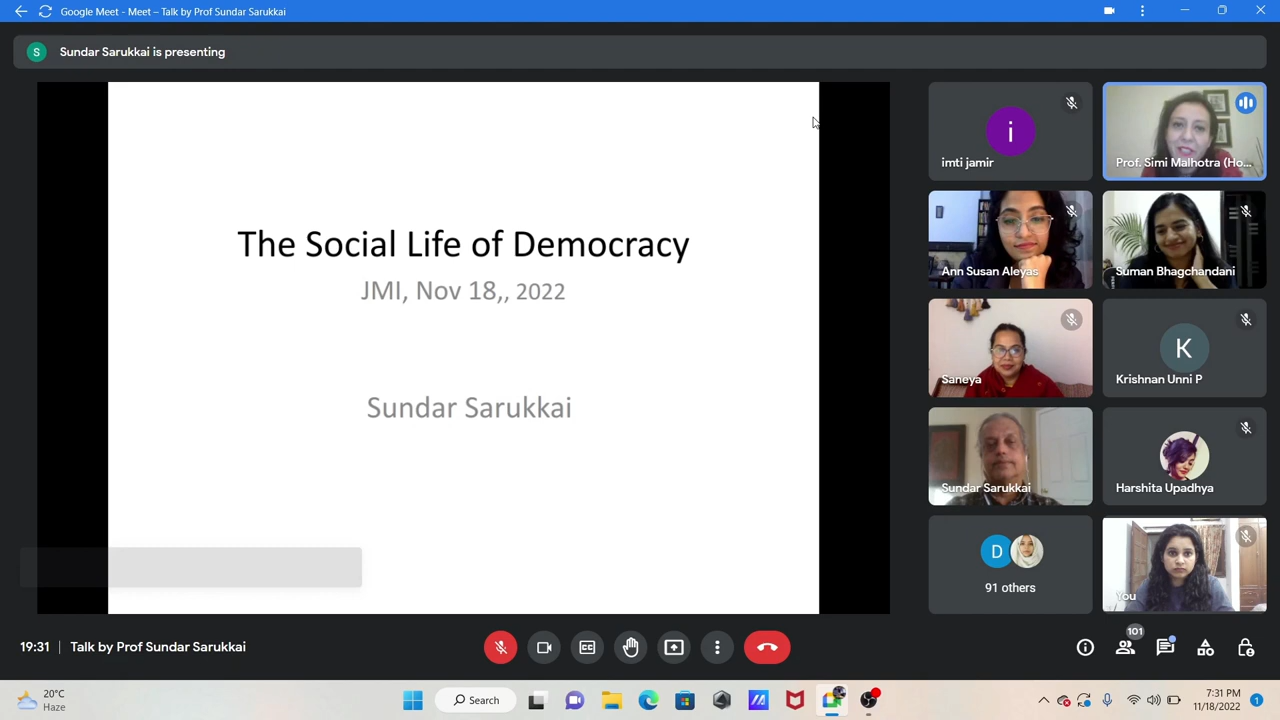 Google Meet - Meet – Talk by Prof Sundar Sarukkai
S
Sundar Sarukkai is presenting
The Social Life of Democracy
JMI, Nov 18,, 2022
Sundar Sarukkai
i
imti jamir
Prof. Simi Malhotra (Ho...
Ann Susan Aleyas
Suman Bhagchandani
Saneya
K
Krishnan Unni P
Sundar Sarukkai
Harshita Upadhya
D
91 others
You
19:31 | Talk by Prof Sundar Sarukkai
CC
101
20°C
Haze
Search
7:31 PM
11/18/2022
1